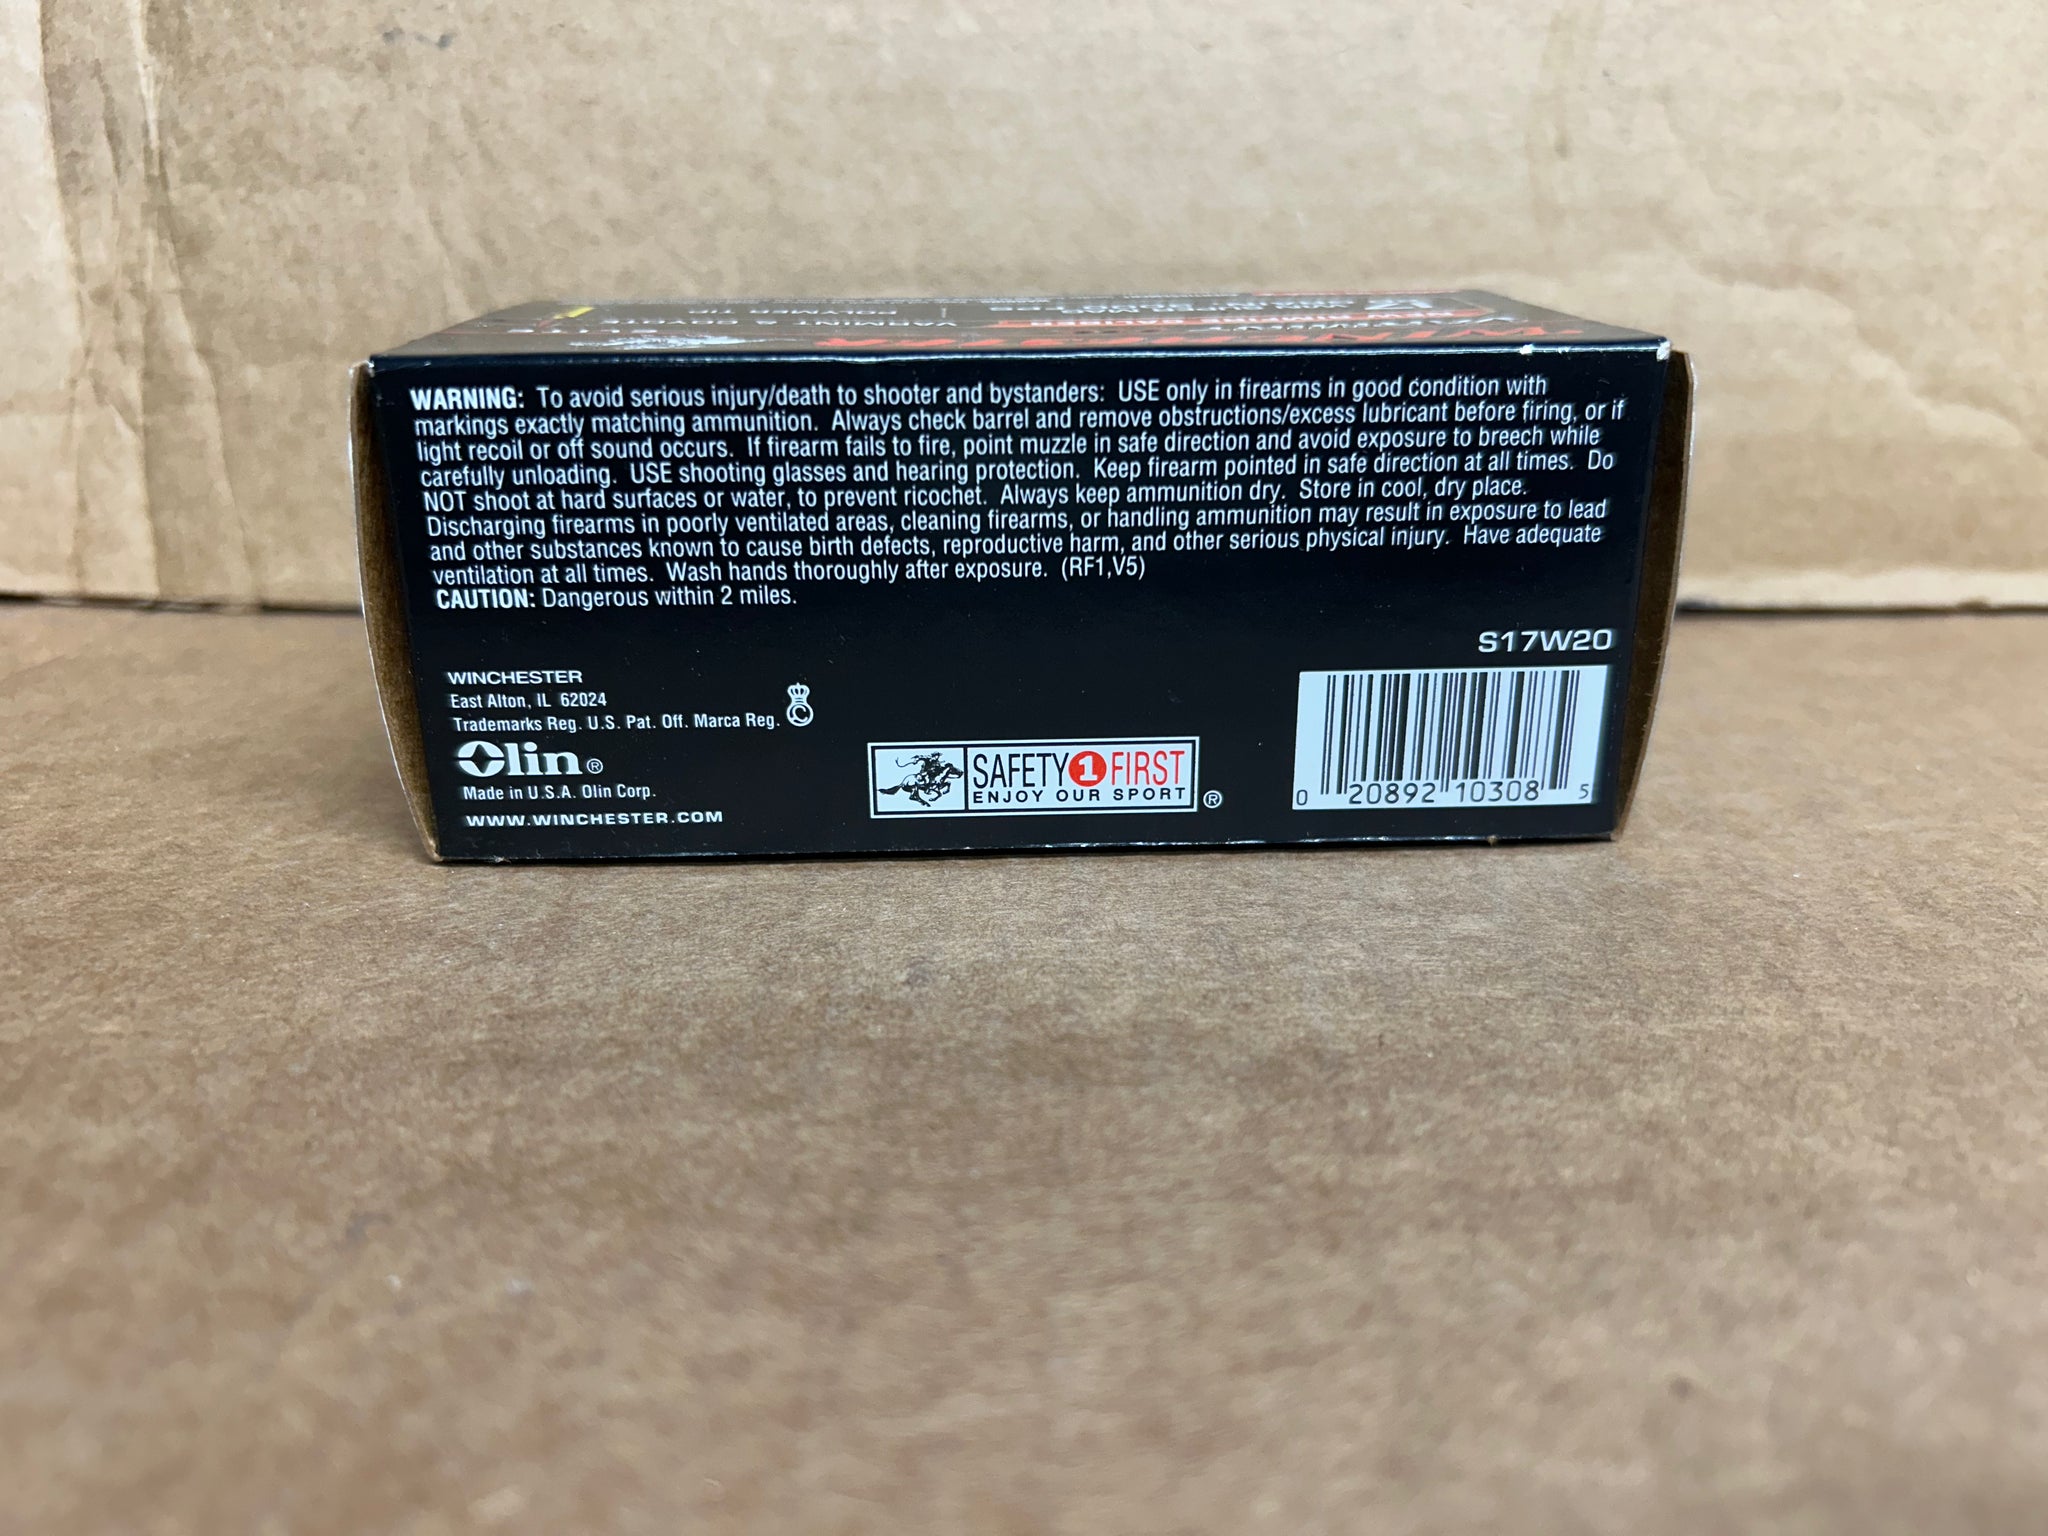 WINCHESTER
VARMINT & COYOTE
ELITE
POLYMER TIP
WARNING: To avoid serious injury/death to shooter and bystanders: USE only in firearms in good condition with
markings exactly matching ammunition. Always check barrel and remove obstructions/excess lubricant before firing, or if
light recoil or off sound occurs. If firearm fails to fire, point muzzle in safe direction and avoid exposure to breech while
carefully unloading. USE shooting glasses and hearing protection. Keep firearm pointed in safe direction at all times. Do
NOT shoot at hard surfaces or water, to prevent ricochet. Always keep ammunition dry. Store in cool, dry place.
Discharging firearms in poorly ventilated areas, cleaning firearms, or handling ammunition may result in exposure to lead
and other substances known to cause birth defects, reproductive harm, and other serious physical injury. Have adequate
ventilation at all times. Wash hands thoroughly after exposure. (RF1,V5)
CAUTION: Dangerous within 2 miles.
S17W20
WINCHESTER
East Alton, IL 62024
Trademarks Reg. U.S. Pat. Off. Marca Reg.
C
Olin®
Made in U.S.A. Olin Corp.
WWW.WINCHESTER.COM
SAFETY 1 FIRST
ENJOY OUR SPORT ®
0 20892 10308 5